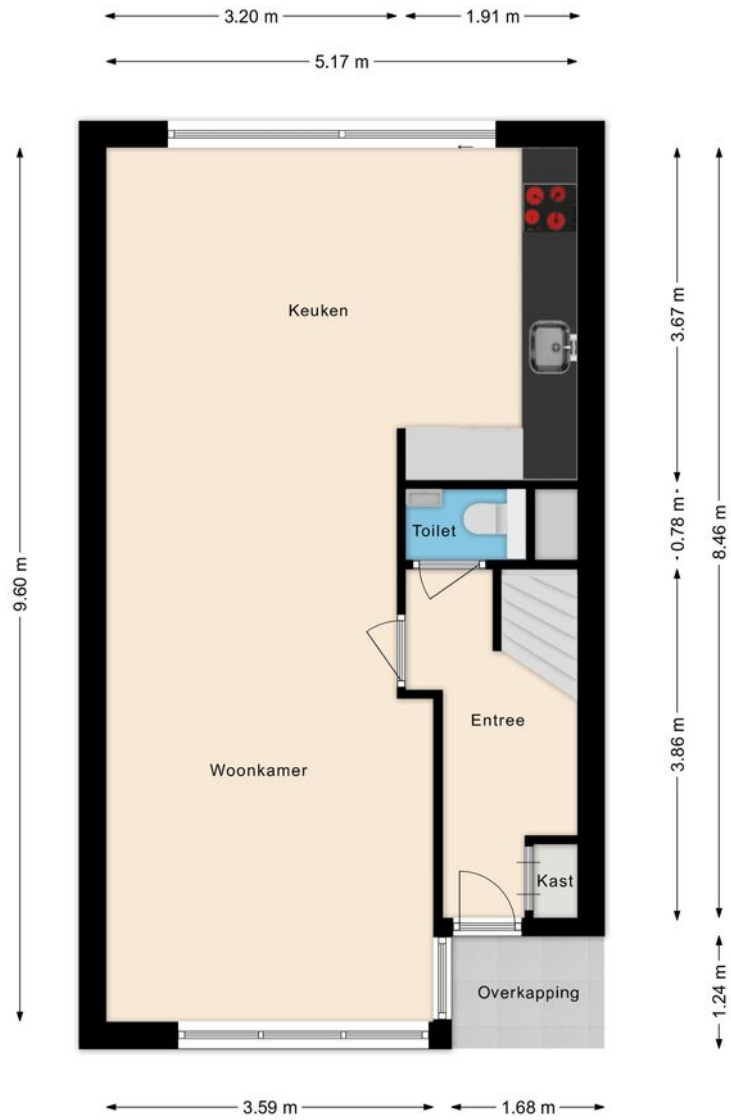 3.20 m
1.91 m
5.17 m
Keuken
3.67 m
Toilet
0.78 m
8.46 m
9.60 m
Entree
3.86 m
Woonkamer
Kast
Overkapping
1.24 m
3.59 m
1.68 m